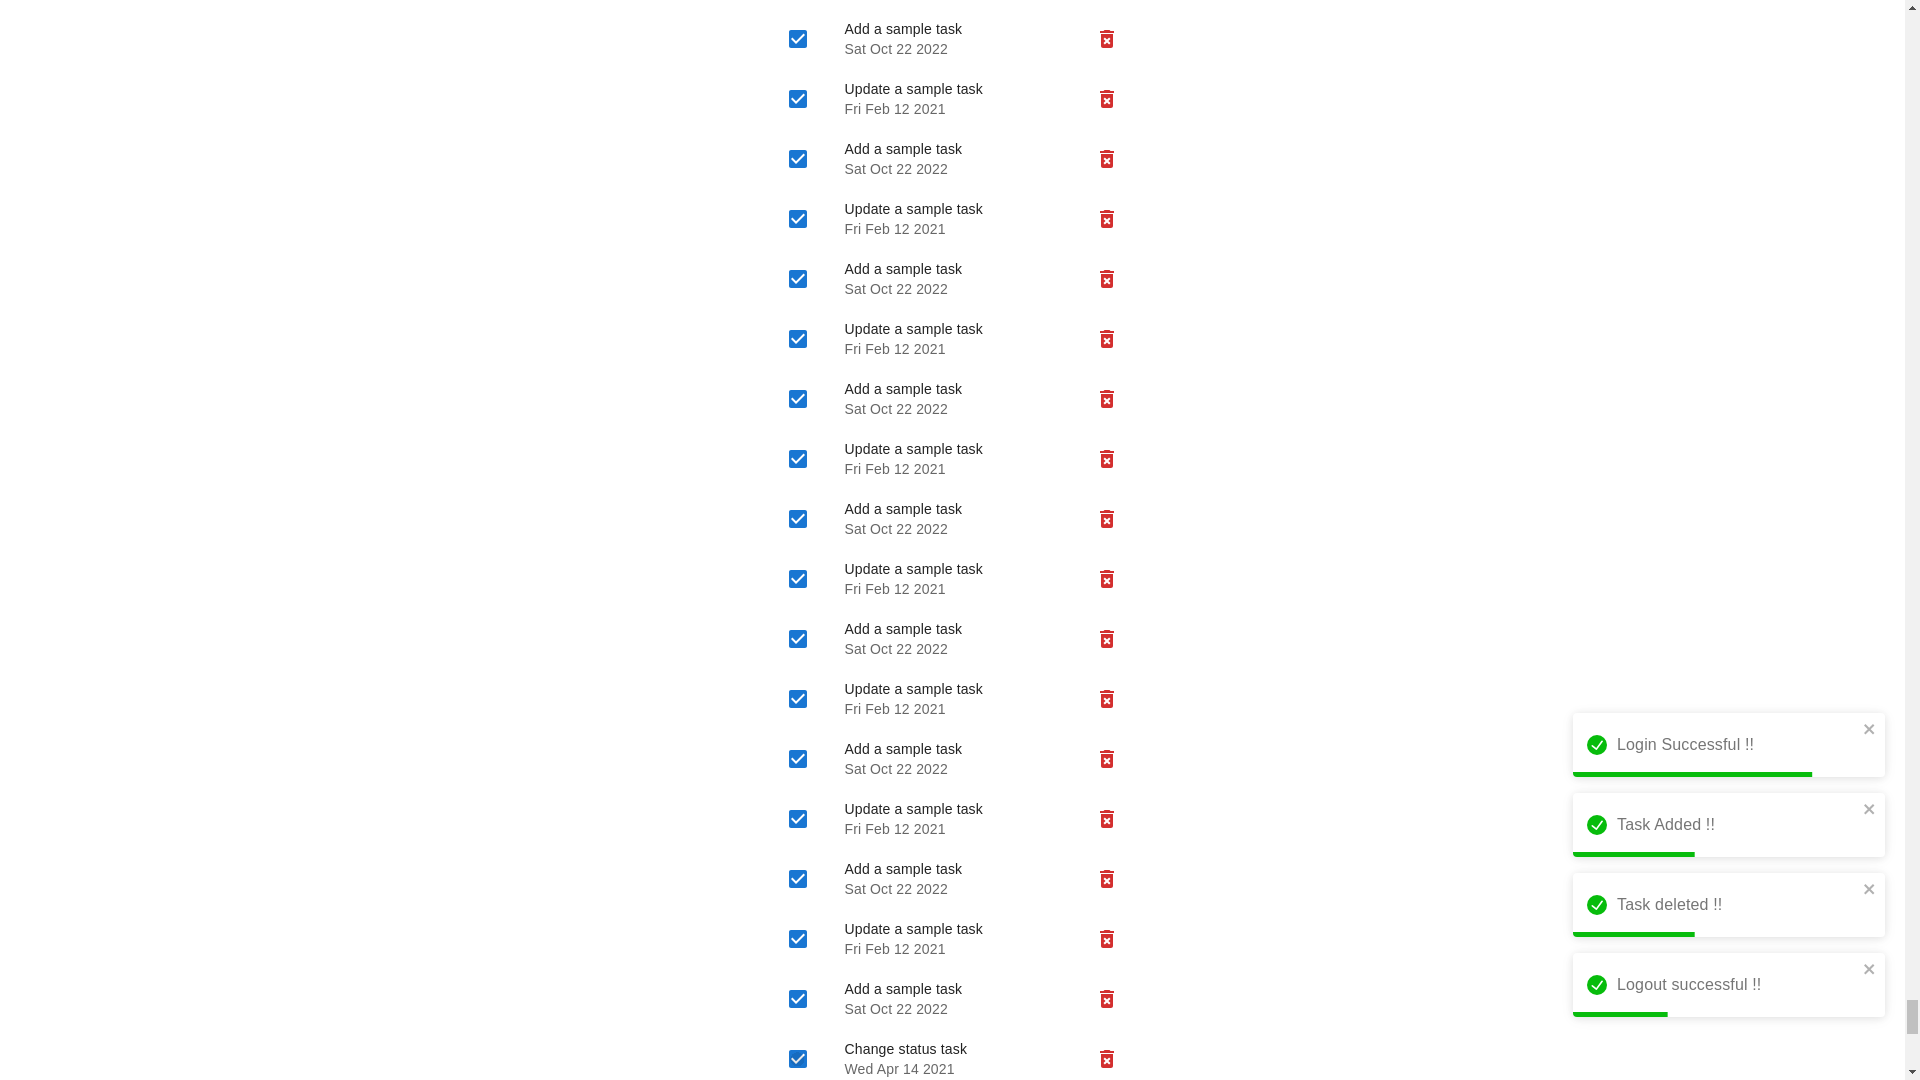 Add a sample task
Sat Oct 22 2022
Update a sample task
Fri Feb 12 2021
Add a sample task
Sat Oct 22 2022
Update a sample task
Fri Feb 12 2021
Add a sample task
Sat Oct 22 2022
Update a sample task
Fri Feb 12 2021
Add a sample task
Sat Oct 22 2022
Update a sample task
Fri Feb 12 2021
Add a sample task
Sat Oct 22 2022
Update a sample task
Fri Feb 12 2021
Add a sample task
Sat Oct 22 2022
Update a sample task
Fri Feb 12 2021
Add a sample task
Sat Oct 22 2022
Update a sample task
Fri Feb 12 2021
Add a sample task
Sat Oct 22 2022
Update a sample task
Fri Feb 12 2021
Add a sample task
Sat Oct 22 2022
Change status task
Wed Apr 14 2021
Login Successful !!
Task Added !!
Task deleted !!
Logout successful !!